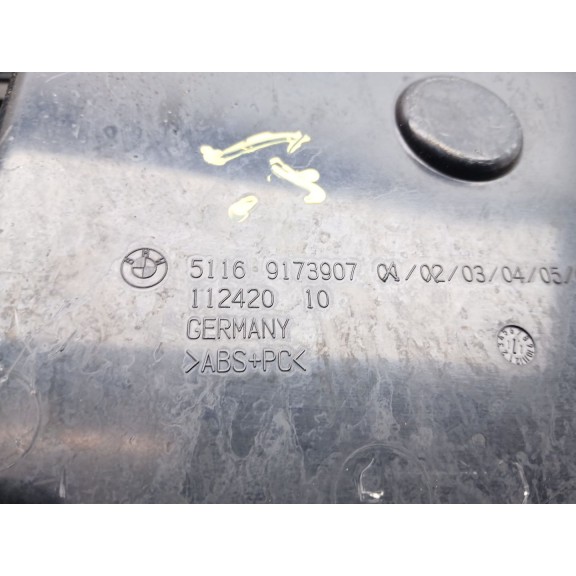 5116 9173907 01/02/03/04/05/
112420 10
GERMANY
>ABS+PC<